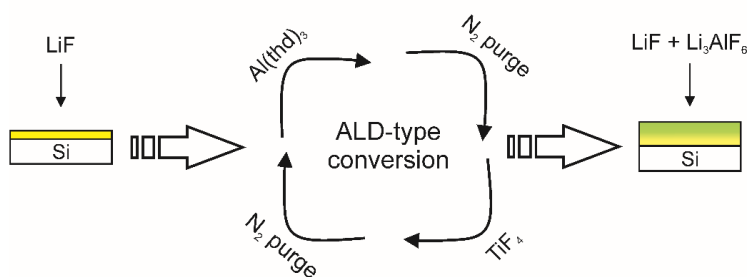 LiF
Si
Al(thd)₃
N₂ purge
ALD-type
conversion
N₂ purge
TiF₄
LiF + Li₃AlF₆
Si